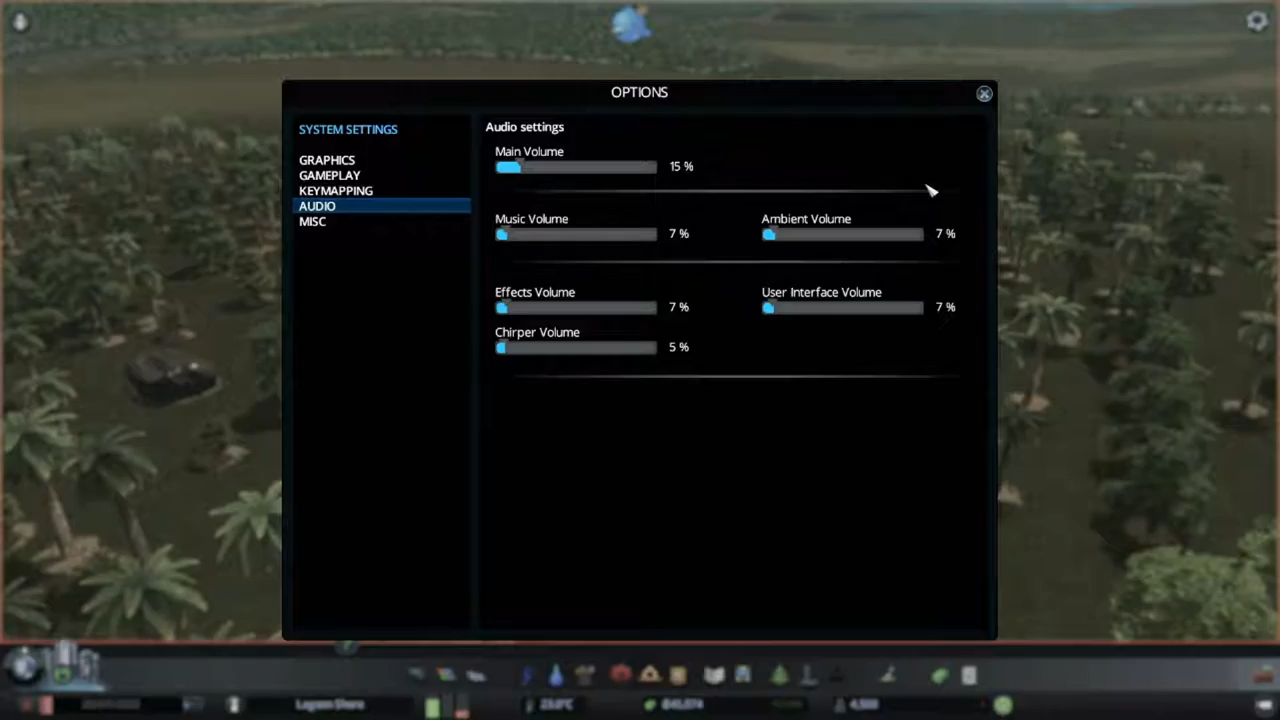 OPTIONS
SYSTEM SETTINGS
GRAPHICS
GAMEPLAY
KEYMAPPING
AUDIO
MISC
Audio settings
Main Volume
15 %
Music Volume
7 %
Ambient Volume
7 %
Effects Volume
7 %
User Interface Volume
7 %
Chirper Volume
5 %